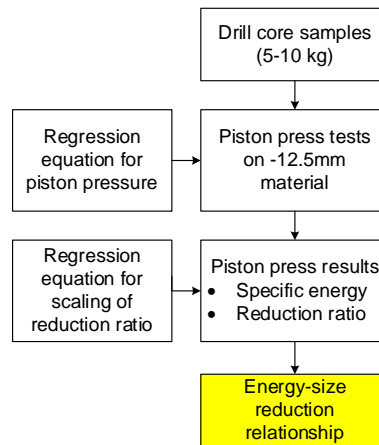 Drill core samples
(5-10 kg)
Regression
equation for
piston pressure
Piston press tests
on -12.5mm
material
Regression
equation for
scaling of
reduction ratio
Piston press results
• Specific energy
• Reduction ratio
Energy-size
reduction
relationship